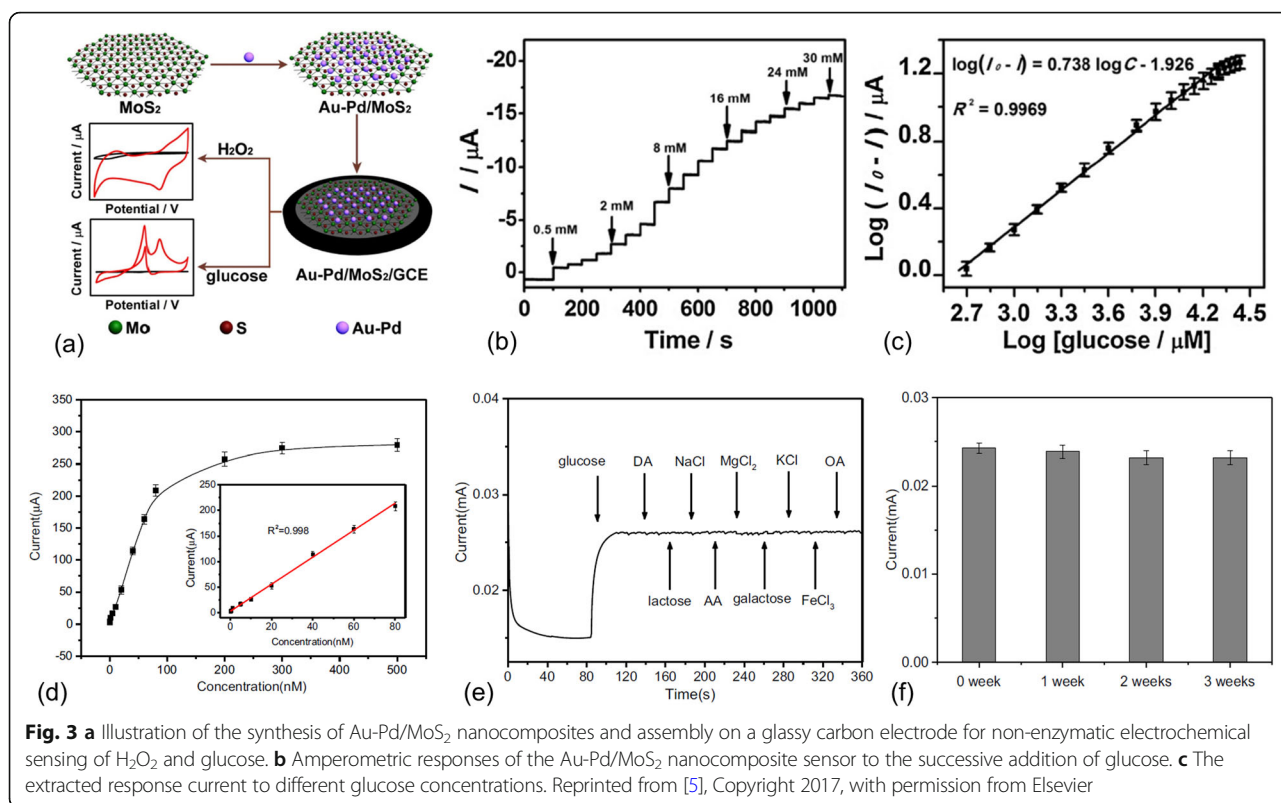 MoS₂
Au-Pd/MoS₂
H₂O₂
Current / µA
Potential / V
glucose
Current / µA
Potential / V
Au-Pd/MoS₂/GCE
Mo
S
Au-Pd
(a)
I / µA
-20
-15
-10
-5
0
0.5 mM
2 mM
8 mM
16 mM
24 mM
30 mM
0 200 400 600 800 1000
Time / s
(b)
Log ( I₀ - I) / µA
1.2
0.8
0.4
0.0
log(I₀ - I) = 0.738 logC - 1.926
R² = 0.9969
2.7 3.0 3.3 3.6 3.9 4.2 4.5
Log [glucose / µM]
(c)
Current(µA)
350
300
250
200
150
100
50
0
-50
0 100 200 300 400 500
Concentration(nM)
Current(µA)
250
200
150
100
50
0
R²=0.998
0 20 40 60 80
Concentration(nM)
(d)
Current(mA)
0.04
0.03
0.02
glucose
DA
NaCl
MgCl₂
KCl
OA
lactose
AA
galactose
FeCl₃
0 40 80 120 160 200 240 280 320 360
Time(s)
(e)
Current(mA)
0.03
0.02
0.01
0.00
0 week
1 week
2 weeks
3 weeks
(f)
Fig. 3 a Illustration of the synthesis of Au-Pd/MoS₂ nanocomposites and assembly on a glassy carbon electrode for non-enzymatic electrochemical
sensing of H₂O₂ and glucose. b Amperometric responses of the Au-Pd/MoS₂ nanocomposite sensor to the successive addition of glucose. c The
extracted response current to different glucose concentrations. Reprinted from [5], Copyright 2017, with permission from Elsevier